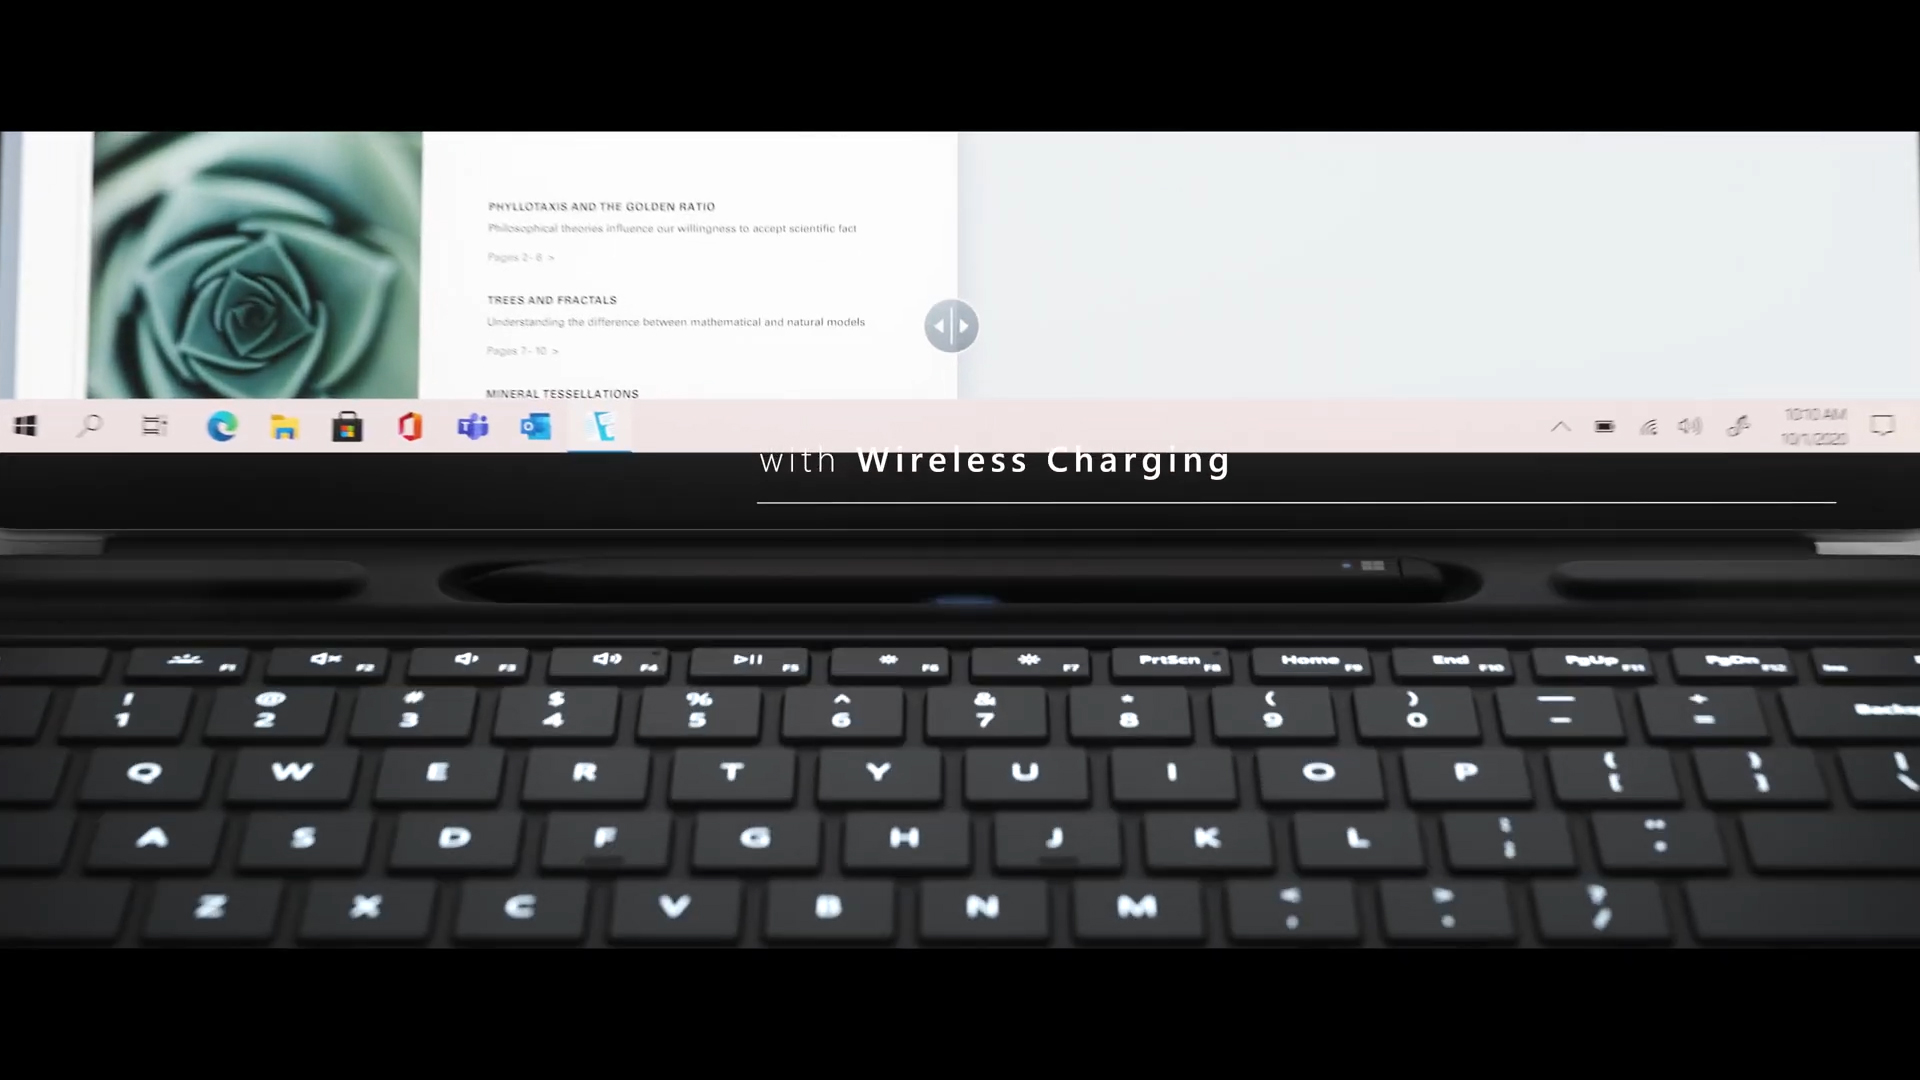 PHYLLOTAXIS AND THE GOLDEN RATIO
Philosophical theories influence our willingness to accept scientific fact
Pages 2-6 >
TREES AND FRACTALS
Understanding the difference between mathematical and natural models
Pages 7-10 >
MINERAL TESSELLATIONS
10:10 AM
10/1/2020
with Wireless Charging
F1 F2 F3 F4 F5 F6 F7 PrtScn F8 Home F9 End F10 PgUp F11 PgDn F12 Ins
! @ # $ % ^ & * ( ) — +
1 2 3 4 5 6 7 8 9 0 - = Backsp
Q W E R T Y U I O P { [ } ] | \
A S D F G H J K L : ; " '
Z X C V B N M < , > . ? /